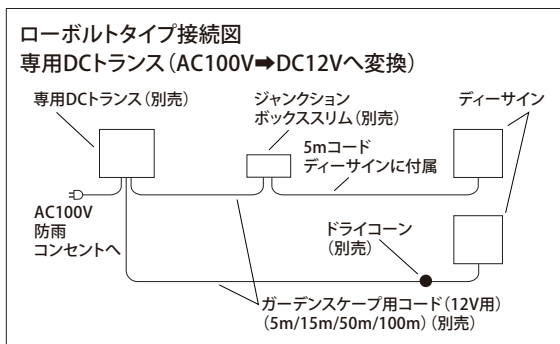 ローボルトタイプ接続図
専用DCトランス（AC100V➡DC12Vへ変換）
専用DCトランス（別売）
ジャンクション
ボックススリム（別売）
ディーサイン
5mコード
ディーサインに付属
AC100V
防雨
コンセントへ
ドライコーン
（別売）
ガーデンスケープ用コード（12V用）
（5m/15m/50m/100m）（別売）